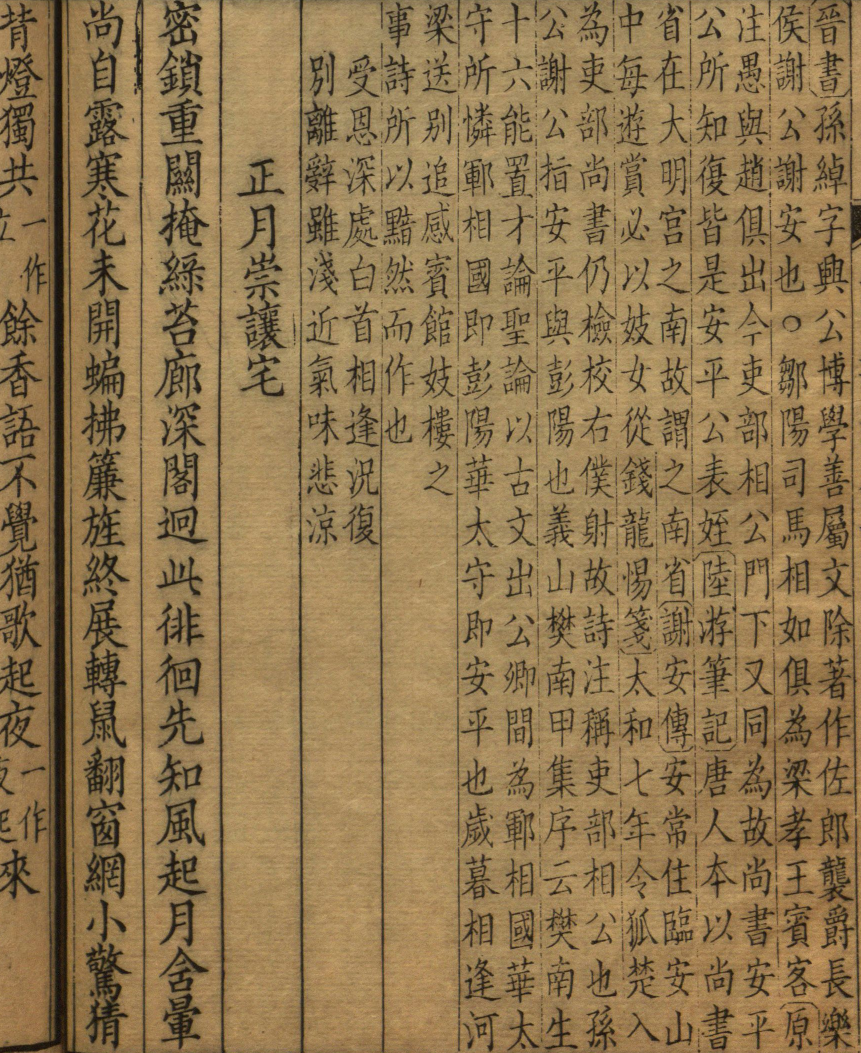 晉書孫綽字興公博學善屬文除著作佐郎襲爵長樂
侯謝公謝安也○鄒陽司馬相如俱為梁孝王賓客原
注愚與趙俱出今吏部相公門下又同為故尚書安平
公所知復皆是安平公表姪陸游筆記唐人本以尚書
省在大明宮之南故謂之南省謝安傳安常住臨安山
中每遊賞必以妓女從錢龍惕箋太和七年令狐楚入
為吏部尚書仍檢校右僕射故詩注稱吏部相公也孫
公謝公指安平與彭陽也義山樊南甲集序云樊南生
十六能置才論聖論以古文出公卿間為鄆相國華太
守所憐鄆相國即彭陽華太守即安平也歲暮相逢河
梁送别追感賓館妓樓之
事詩所以黯然而作也
受恩深處白首相逢況復
別離辭雖淺近氣味悲涼
正月崇讓宅
密鎖重關掩綠苔廊深閣迥此徘徊先知風起月含暈
尚自露寒花未開蝙拂簾旌終展轉鼠翻窗網小驚猜
背燈獨共一作立餘香語不覺猶歌起夜一作夜起來